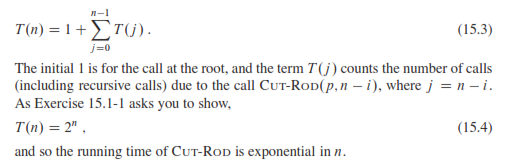 T(n) = 1 + \sum_{j=0}^{n-1} T(j) . (15.3)
The initial 1 is for the call at the root, and the term T(j) counts the number of calls
(including recursive calls) due to the call CUT-ROD(p, n − i), where j = n − i.
As Exercise 15.1-1 asks you to show,
T(n) = 2^n , (15.4)
and so the running time of CUT-ROD is exponential in n.